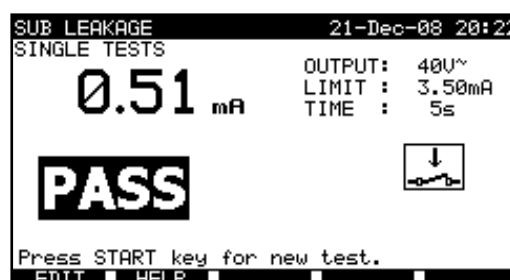 SUB LEAKAGE 21-Dec-08 20:22
SINGLE TESTS
0.51 mA
OUTPUT: 40V~
LIMIT : 3.50mA
TIME : 5s
PASS
Press START key for new test.
EDIT HELP